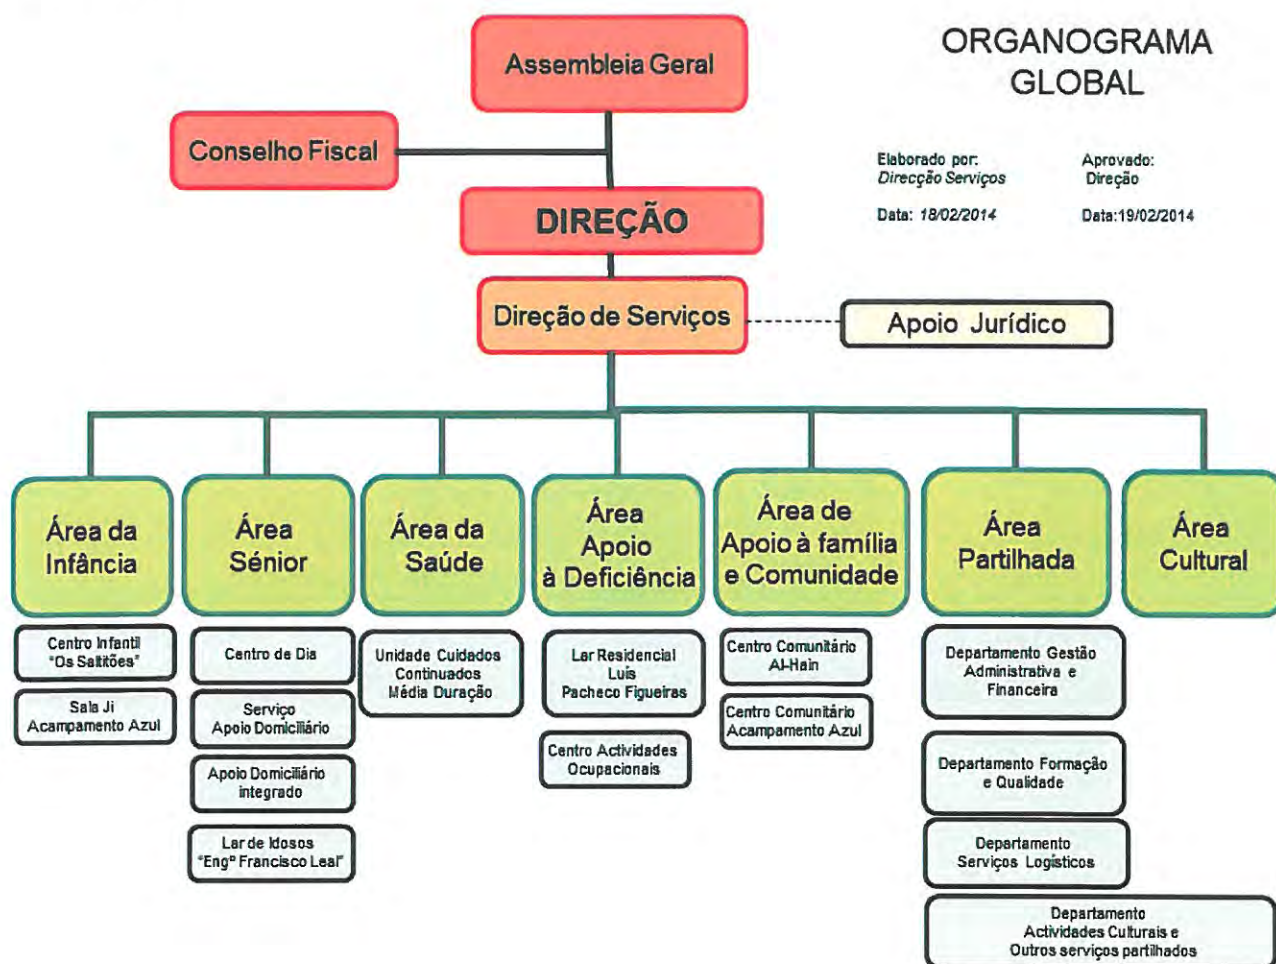 ORGANOGRAMA
GLOBAL
Assembleia Geral
Conselho Fiscal
Elaborado por:
Direcção Serviços
Data: 18/02/2014
Aprovado:
Direção
Data:19/02/2014
DIREÇÃO
Direção de Serviços
Apoio Jurídico
Área da
Infância
Centro Infantil
"Os Saltitões"
Sala Ji
Acampamento Azul
Área
Sénior
Centro de Dia
Serviço
Apoio Domiciliário
Apoio Domiciliário
integrado
Lar de Idosos
"Engº Francisco Leal"
Área da
Saúde
Unidade Cuidados
Continuados
Média Duração
Área
Apoio
à Deficiência
Lar Residencial
Luís
Pacheco Figueiras
Centro Actividades
Ocupacionais
Área de
Apoio à família
e Comunidade
Centro Comunitário
Al-Hain
Centro Comunitário
Acampamento Azul
Área
Partilhada
Departamento Gestão
Administrativa e
Financeira
Departamento Formação
e Qualidade
Departamento
Serviços Logísticos
Departamento
Actividades Culturais e
Outros serviços partilhados
Área
Cultural